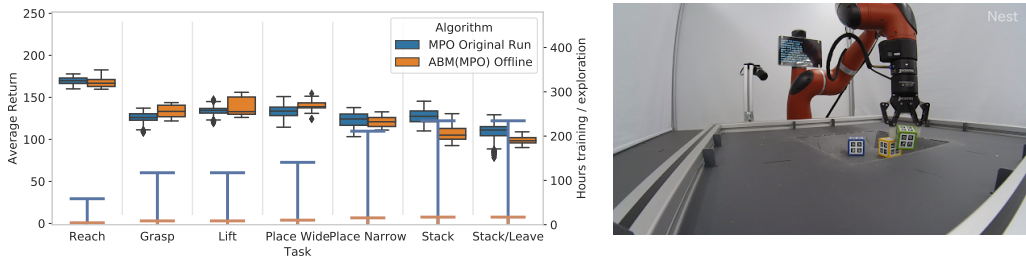 250
200
150
100
50
0
Average Return
Algorithm
MPO Original Run
ABM(MPO) Offline
400
300
200
100
0
Hours training / exploration
Reach Grasp Lift Place Wide Place Narrow Stack Stack/Leave
Task
Nest